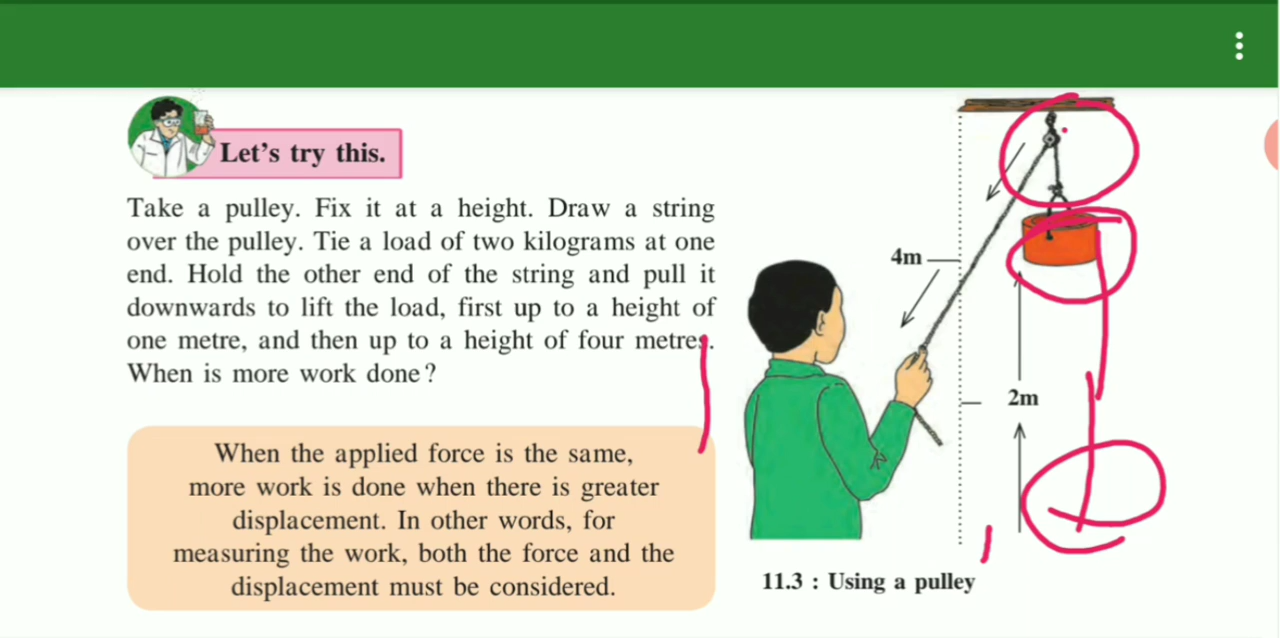 Let's try this.
Take a pulley. Fix it at a height. Draw a string
over the pulley. Tie a load of two kilograms at one
end. Hold the other end of the string and pull it
downwards to lift the load, first up to a height of
one metre, and then up to a height of four metres.
When is more work done?
When the applied force is the same,
more work is done when there is greater
displacement. In other words, for
measuring the work, both the force and the
displacement must be considered.
4m
2m
11.3 : Using a pulley